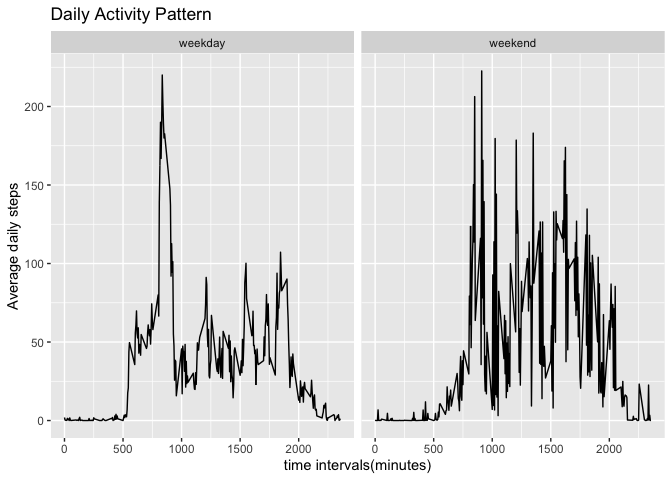 Daily Activity Pattern
weekday weekend
Average daily steps
200
150
100
50
0
0 500 1000 1500 2000 0 500 1000 1500 2000
time intervals(minutes)